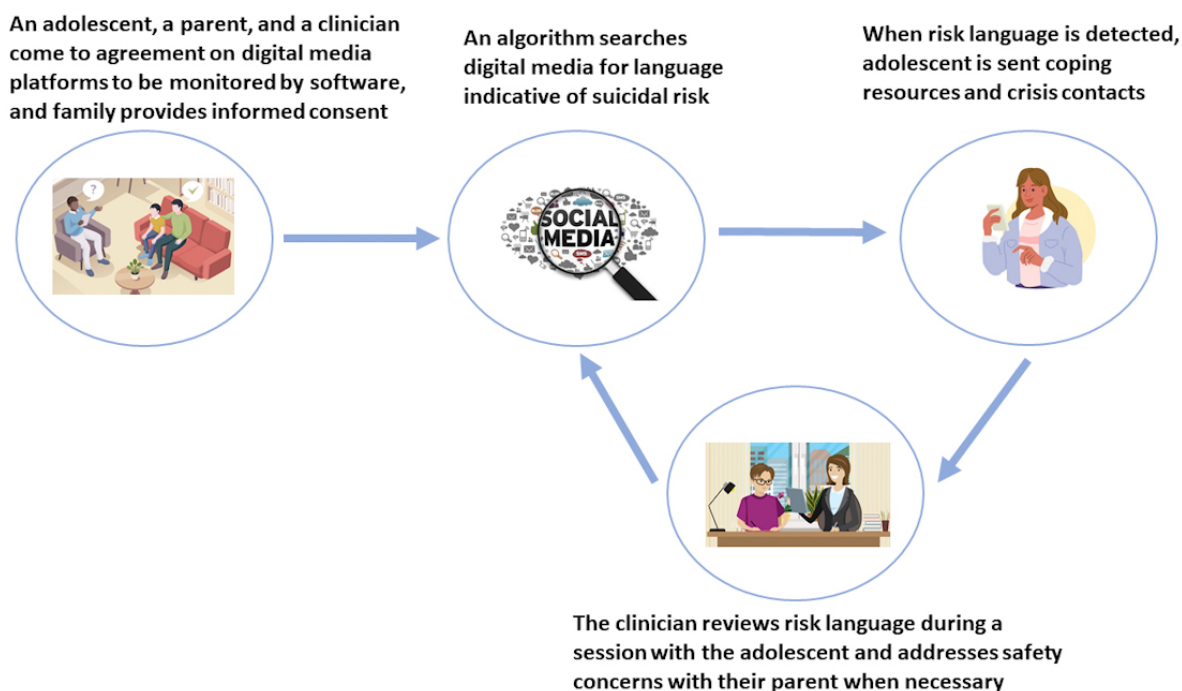 An adolescent, a parent, and a clinician
come to agreement on digital media
platforms to be monitored by software,
and family provides informed consent
An algorithm searches
digital media for language
indicative of suicidal risk
When risk language is detected,
adolescent is sent coping
resources and crisis contacts
?
SOCIAL
MEDIA
SMS
The clinician reviews risk language during a
session with the adolescent and addresses safety
concerns with their parent when necessary